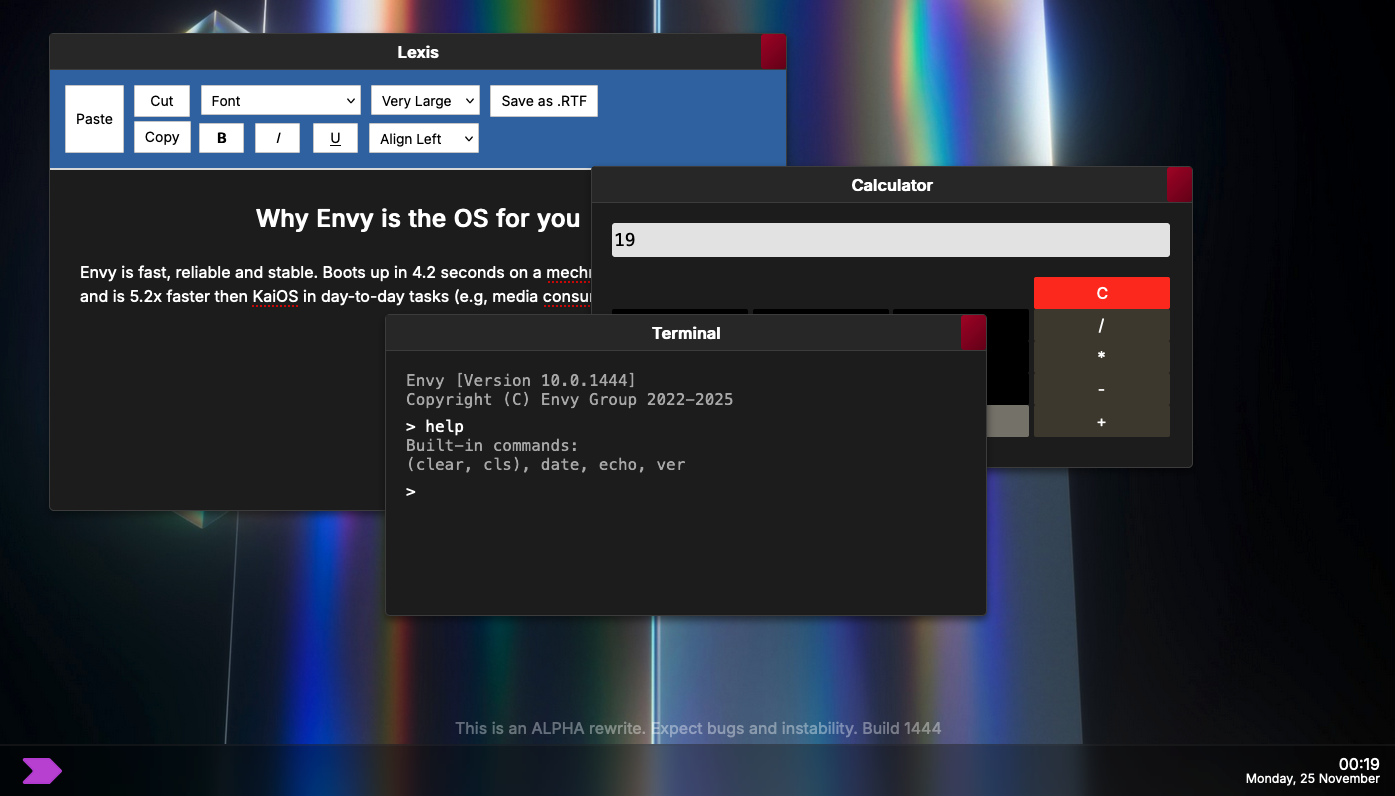 Lexis
Paste
Cut
Font
Very Large
Save as .RTF
Copy
B
I
U
Align Left
Why Envy is the OS for you
Envy is fast, reliable and stable. Boots up in 4.2 seconds on a
and is 5.2x faster then KaiOS in day-to-day tasks (e.g, media
Calculator
19
C
/
*
-
+
Terminal
Envy [Version 10.0.1444]
Copyright (C) Envy Group 2022-2025
> help
Built-in commands:
(clear, cls), date, echo, ver
>
This is an ALPHA rewrite. Expect bugs and instability. Build 1444
00:19
Monday, 25 November